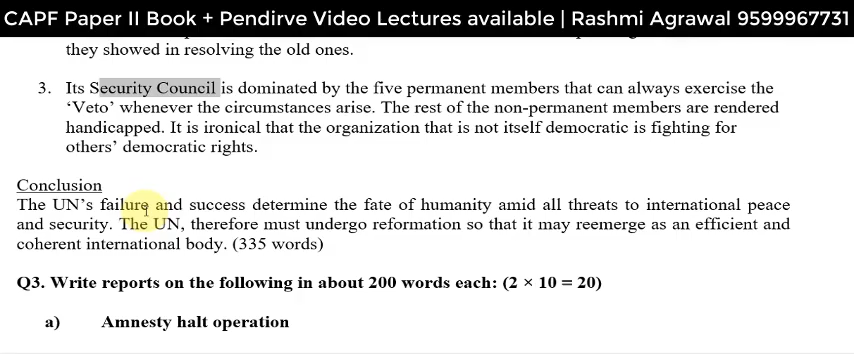 CAPF Paper II Book + Pendirve Video Lectures available | Rashmi Agrawal 9599967731
they showed in resolving the old ones.
3. Its Security Council is dominated by the five permanent members that can always exercise the
‘Veto’ whenever the circumstances arise. The rest of the non-permanent members are rendered
handicapped. It is ironical that the organization that is not itself democratic is fighting for
others’ democratic rights.
Conclusion
The UN’s failure and success determine the fate of humanity amid all threats to international peace
and security. The UN, therefore must undergo reformation so that it may reemerge as an efficient and
coherent international body. (335 words)
Q3. Write reports on the following in about 200 words each: (2 × 10 = 20)
a) Amnesty halt operation